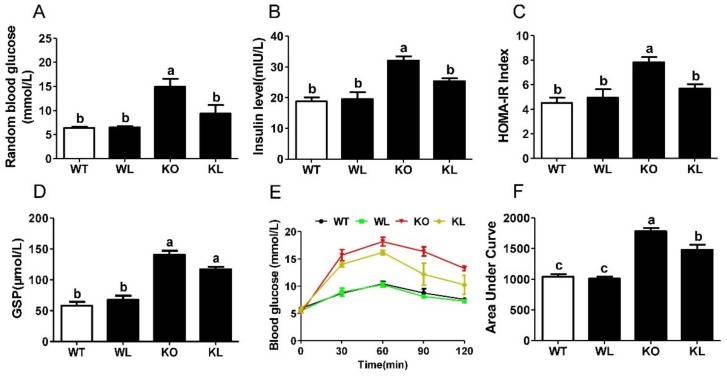 A
Random blood glucose
(mmol/L)
20
15
10
5
0
b
b
a
b
WT
WL
KO
KL
B
Insulin level(mIU/L)
40
30
20
10
0
b
b
a
b
WT
WL
KO
KL
C
HOMA-IR Index
10
8
6
4
2
0
b
b
a
b
WT
WL
KO
KL
D
GSP(μmol/L)
200
150
100
50
0
b
b
a
a
WT
WL
KO
KL
E
WT
WL
KO
KL
Blood glucose (mmol/L)
20
15
10
5
0
0
30
60
90
120
Time(min)
F
Area Under Curve
2000
1500
1000
500
0
c
c
a
b
WT
WL
KO
KL